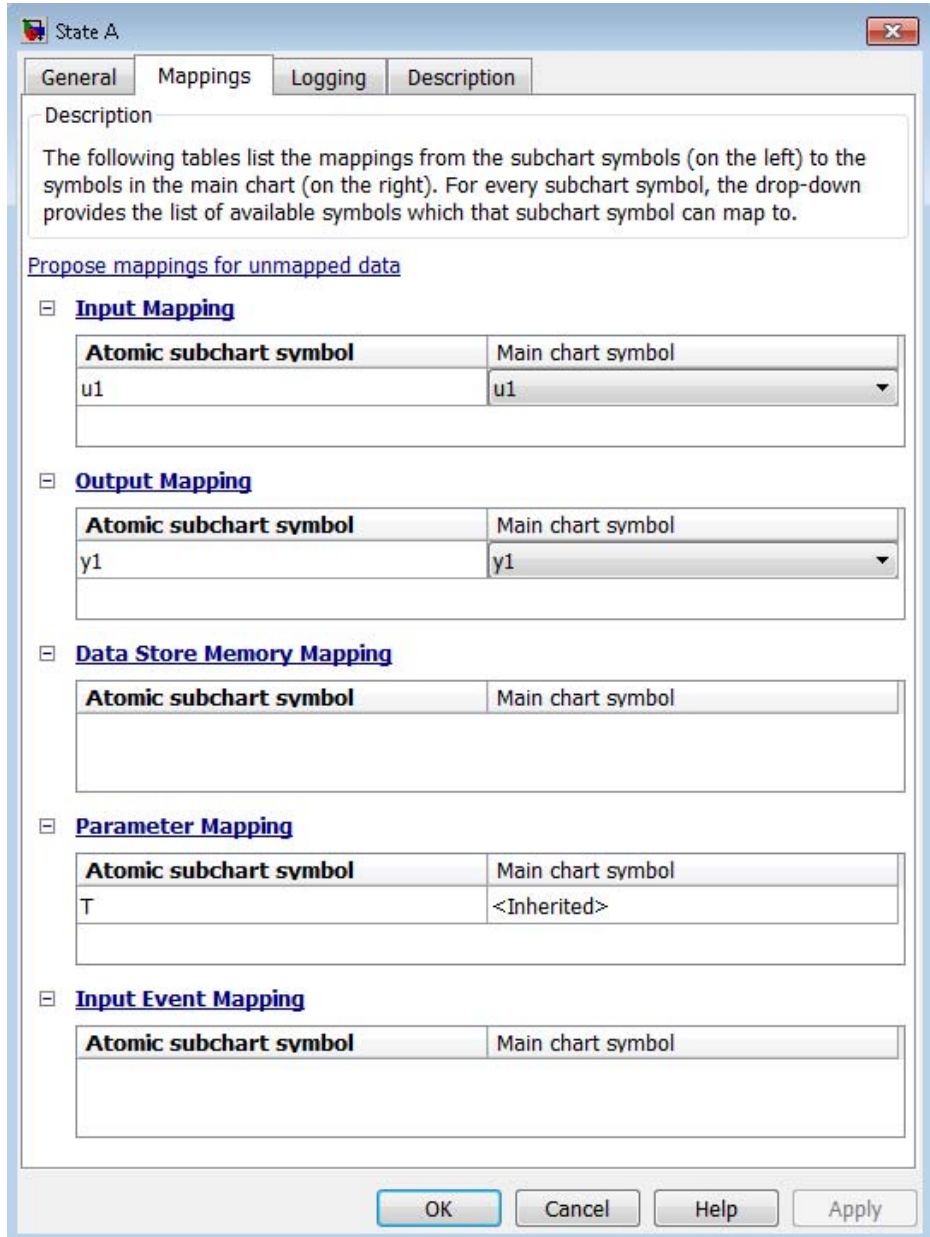 State A
General Mappings Logging Description
Description
The following tables list the mappings from the subchart symbols (on the left) to the
symbols in the main chart (on the right). For every subchart symbol, the drop-down
provides the list of available symbols which that subchart symbol can map to.
Propose mappings for unmapped data
Input Mapping
Atomic subchart symbol Main chart symbol
u1 u1
Output Mapping
Atomic subchart symbol Main chart symbol
y1 y1
Data Store Memory Mapping
Atomic subchart symbol Main chart symbol
Parameter Mapping
Atomic subchart symbol Main chart symbol
T <Inherited>
Input Event Mapping
Atomic subchart symbol Main chart symbol
OK Cancel Help Apply